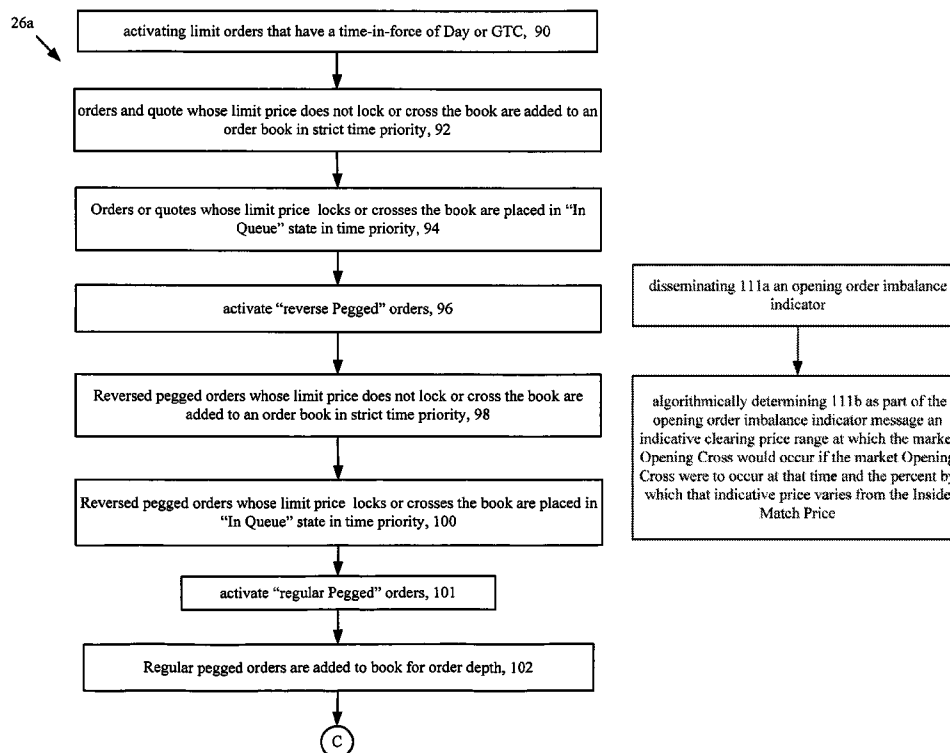 26a
activating limit orders that have a time-in-force of Day or GTC, 90
orders and quote whose limit price does not lock or cross the book are added to an
order book in strict time priority, 92
Orders or quotes whose limit price locks or crosses the book are placed in “In
Queue” state in time priority, 94
activate “reverse Pegged” orders, 96
Reversed pegged orders whose limit price does not lock or cross the book are
added to an order book in strict time priority, 98
Reversed pegged orders whose limit price locks or crosses the book are placed in
“In Queue” state in time priority, 100
activate “regular Pegged” orders, 101
Regular pegged orders are added to book for order depth, 102
C
disseminating 111a an opening order imbalance
indicator
algorithmically determining 111b as part of the
opening order imbalance indicator message an
indicative clearing price range at which the marke
Opening Cross would occur if the market Opening
Cross were to occur at that time and the percent by
which that indicative price varies from the Inside
Match Price